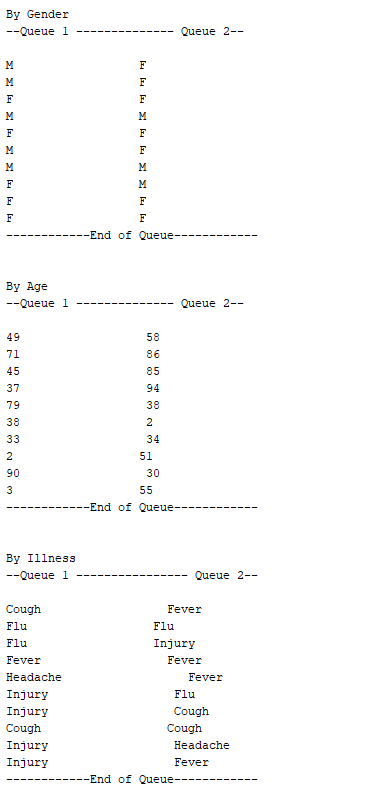 By Gender
--Queue 1 -------------- Queue 2--
M                  F
M                  F
F                  F
M                  M
F                  F
M                  F
M                  M
F                  M
F                  F
F                  F
------------End of Queue------------
By Age
--Queue 1 -------------- Queue 2--
49                  58
71                  86
45                  85
37                  94
79                  38
38                  2
33                  34
2                  51
90                  30
3                  55
------------End of Queue------------
By Illness
--Queue 1 ---------------- Queue 2--
Cough                  Fever
Flu                  Flu
Flu                  Injury
Fever                  Fever
Headache                  Fever
Injury                  Flu
Injury                  Cough
Cough                  Cough
Injury                  Headache
Injury                  Fever
------------End of Queue------------